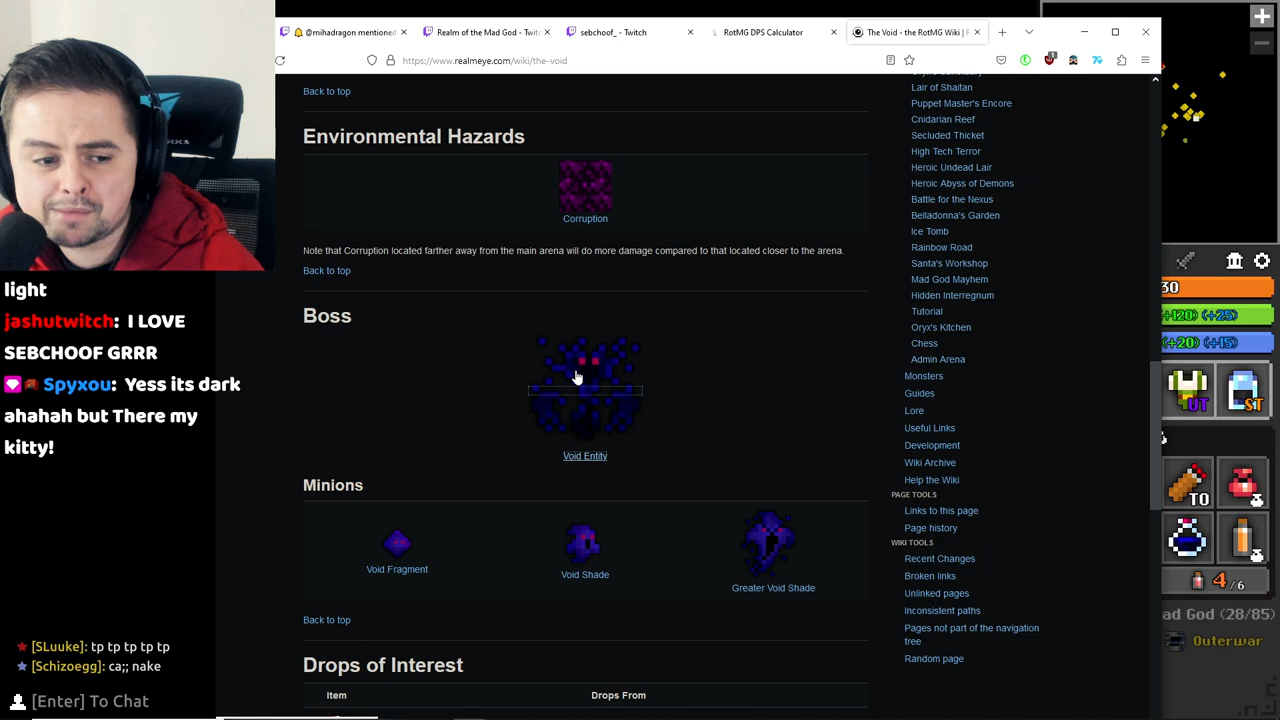 @mihadragon mentioned
Realm of the Mad God - Twitc
sebchoof_ - Twitch
RotMG DPS Calculator
The Void - the RotMG Wiki | R
https://www.realmeye.com/wiki/the-void
Back to top
Environmental Hazards
Corruption
Note that Corruption located farther away from the main arena will do more damage compared to that located closer to the arena.
Back to top
Boss
Void Entity
Minions
Void Fragment
Void Shade
Greater Void Shade
Back to top
Drops of Interest
Item
Drops From
Lair of Shaitan
Puppet Master's Encore
Cnidarian Reef
Secluded Thicket
High Tech Terror
Heroic Undead Lair
Heroic Abyss of Demons
Battle for the Nexus
Belladonna's Garden
Ice Tomb
Rainbow Road
Santa's Workshop
Mad God Mayhem
Hidden Interregnum
Tutorial
Oryx's Kitchen
Chess
Admin Arena
Monsters
Guides
Lore
Useful Links
Development
Wiki Archive
Help the Wiki
PAGE TOOLS
Links to this page
Page history
WIKI TOOLS
Recent Changes
Broken links
Unlinked pages
Inconsistent pages
Pages not part of the navigation
tree
Random page
light
jashutwitch: I LOVE
SEBCHOOF GRRR
Spyxou: Yess its dark
ahahah but There my
kitty!
[SLuuke]: tp tp tp tp tp
[Schizoegg]: ca;; nake
[Enter] To Chat
30
+120) (+25)
(+20) (+15)
UT
ST
TO
4/6
ad God (28/85)
Outerwar